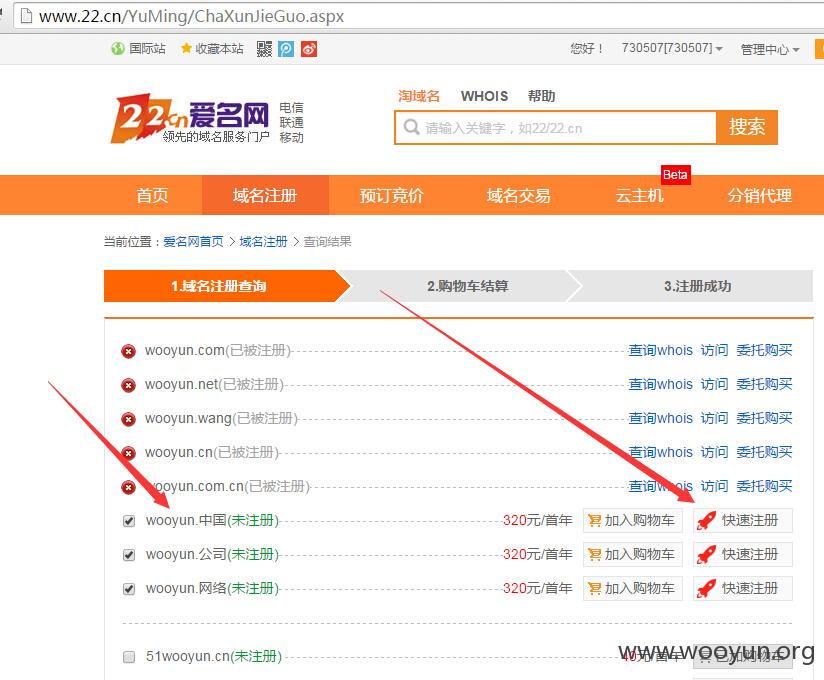 www.22.cn/YuMing/ChaXunJieGuo.aspx
国际站 收藏本站 您好！ 730507[730507] 管理中心
22.cn 爱名网 电信
领先的域名服务门户 联通
移动
淘域名 WHOIS 帮助
请输入关键字，如22/22.cn 搜索
Beta
首页 域名注册 预订竞价 域名交易 云主机 分销代理
当前位置：爱名网首页 > 域名注册 > 查询结果
1.域名注册查询 2.购物车结算 3.注册成功
wooyun.com(已被注册) 查询whois 访问 委托购买
wooyun.net(已被注册) 查询whois 访问 委托购买
wooyun.wang(已被注册) 查询whois 访问 委托购买
wooyun.cn(已被注册) 查询whois 访问 委托购买
wooyun.com.cn(已被注册) 查询whois 访问 委托购买
wooyun.中国(未注册) 320元/首年 加入购物车 快速注册
wooyun.公司(未注册) 320元/首年 加入购物车 快速注册
wooyun.网络(未注册) 320元/首年 加入购物车 快速注册
51wooyun.cn(未注册) 40元/首年 已加购物车
www.wooyun.org